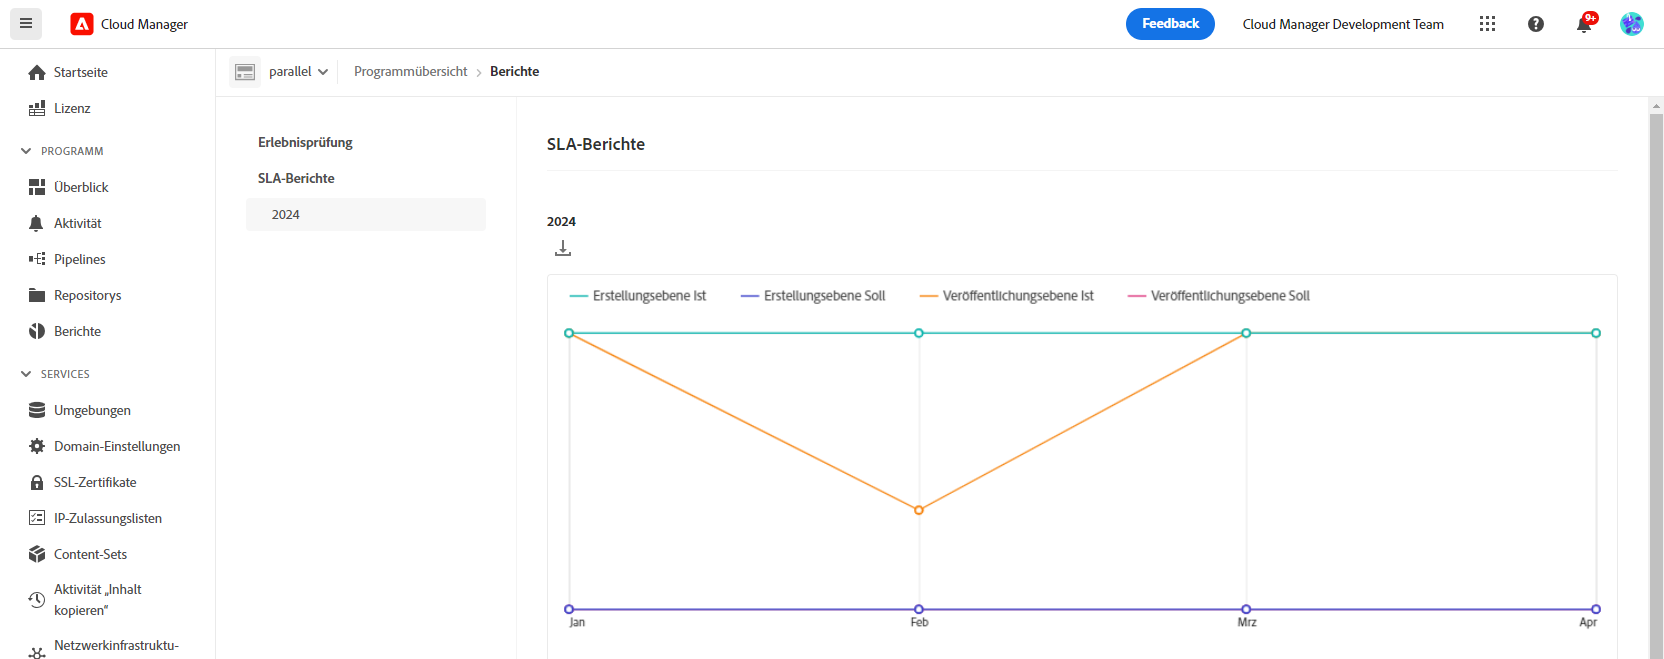 Cloud Manager
Feedback
Cloud Manager Development Team
9+
parallel
Programmübersicht
Berichte
Startseite
Lizenz
PROGRAMM
Überblick
Aktivität
Pipelines
Repositorys
Berichte
SERVICES
Umgebungen
Domain-Einstellungen
SSL-Zertifikate
IP-Zulassungslisten
Content-Sets
Aktivität „Inhalt
kopieren“
Netzwerkinfrastruktu-
Erlebnisprüfung
SLA-Berichte
2024
SLA-Berichte
2024
Erstellungsebene Ist
Erstellungsebene Soll
Veröffentlichungsebene Ist
Veröffentlichungsebene Soll
Jan
Feb
Mrz
Apr